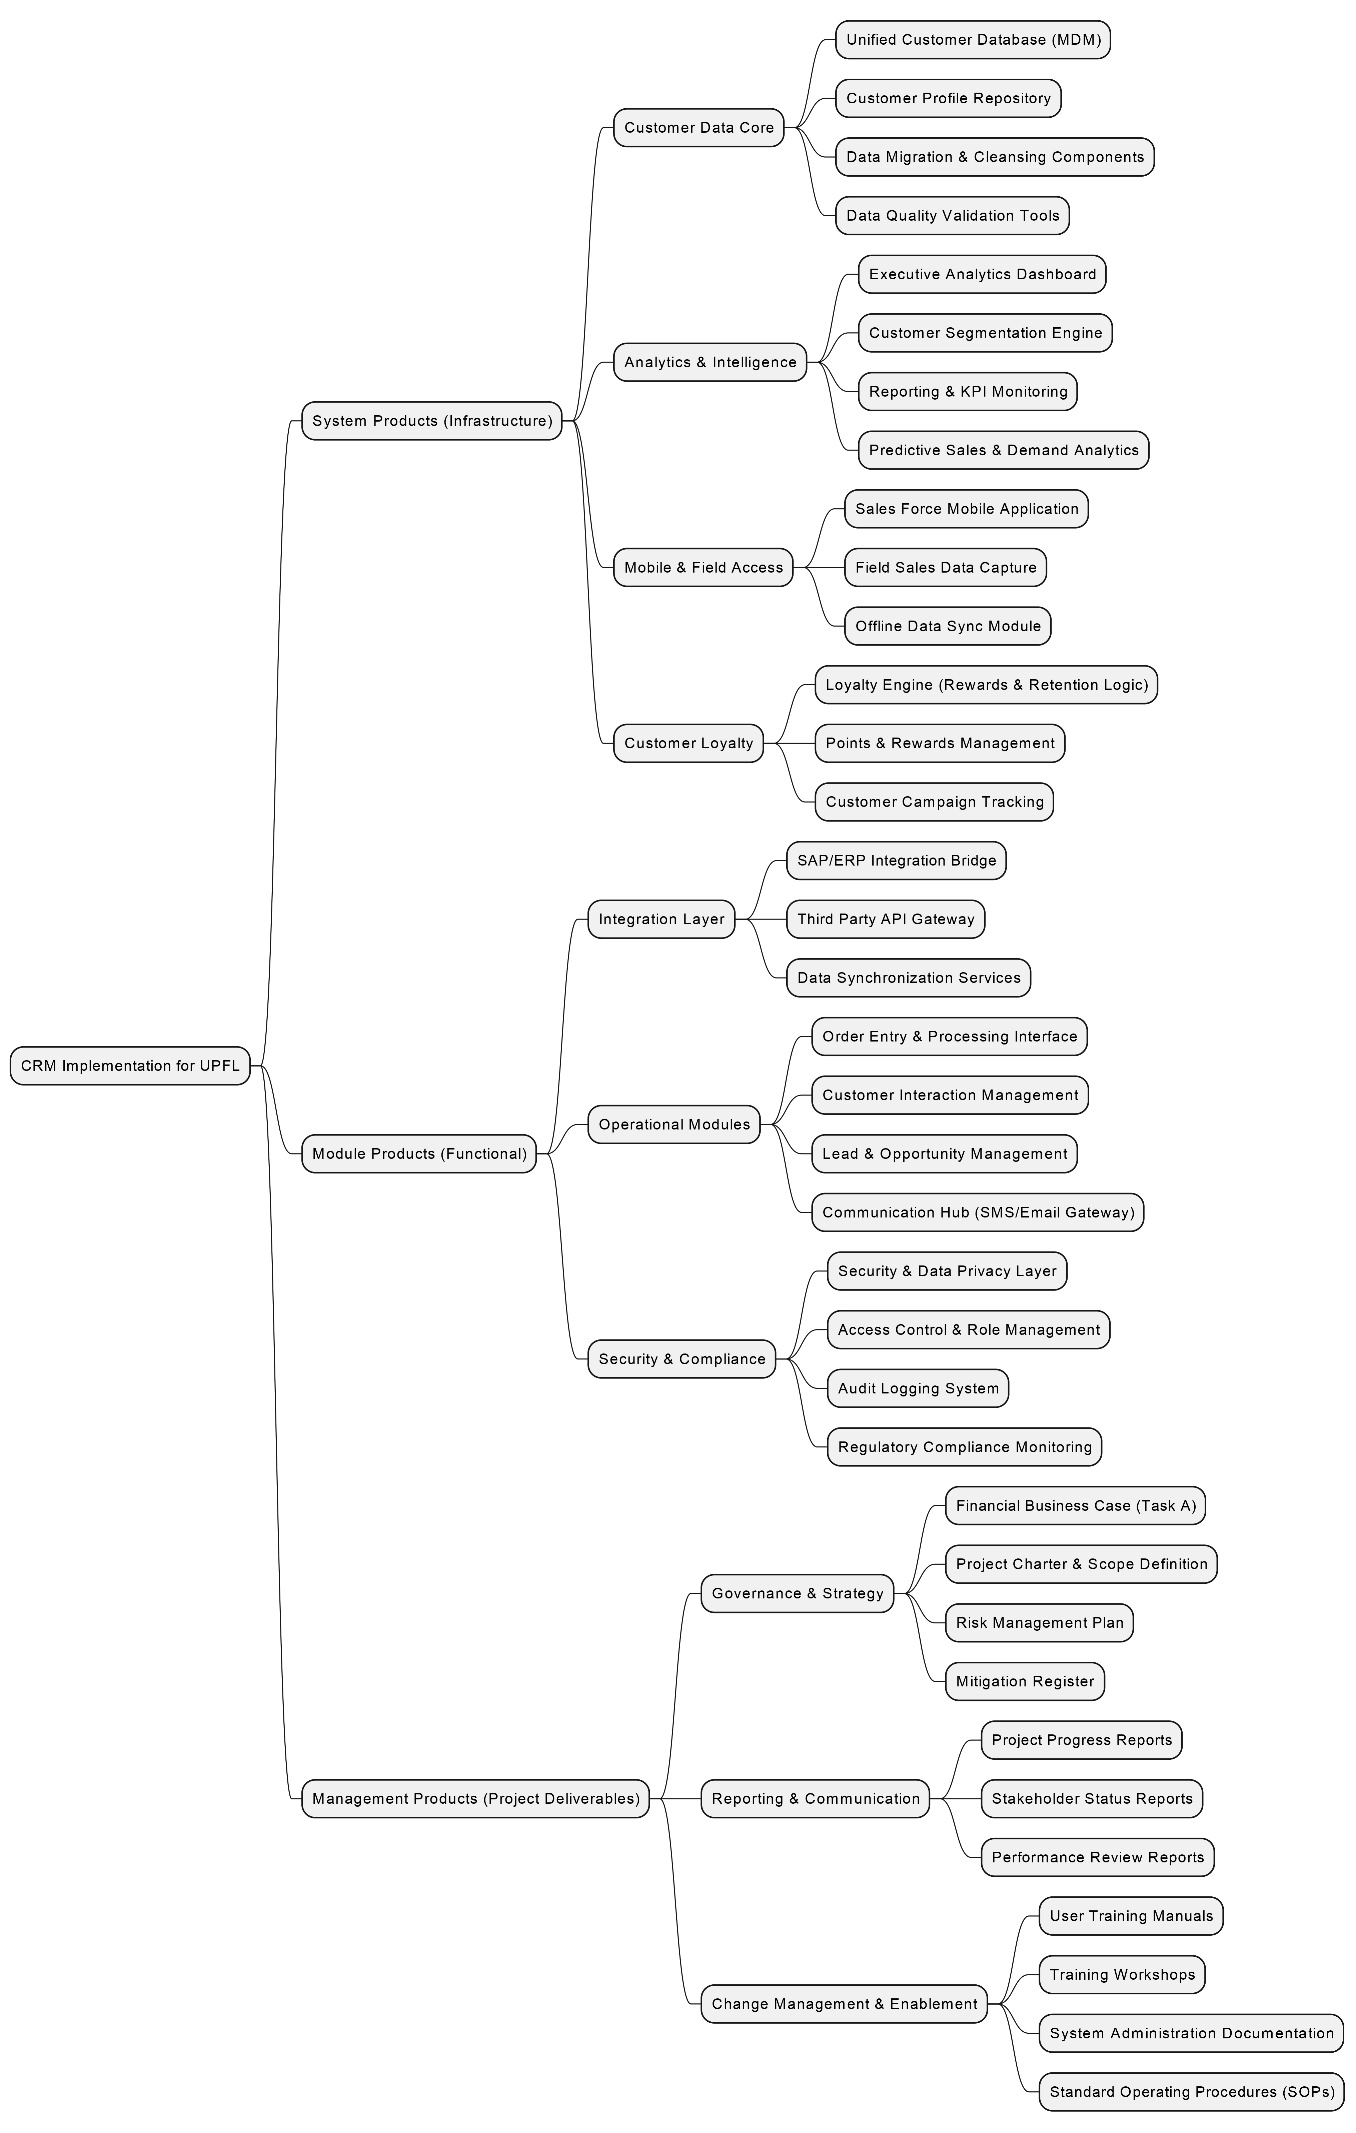 CRM Implementation for UPFL
System Products (Infrastructure)
Customer Data Core
Unified Customer Database (MDM)
Customer Profile Repository
Data Migration & Cleansing Components
Data Quality Validation Tools
Analytics & Intelligence
Executive Analytics Dashboard
Customer Segmentation Engine
Reporting & KPI Monitoring
Predictive Sales & Demand Analytics
Mobile & Field Access
Sales Force Mobile Application
Field Sales Data Capture
Offline Data Sync Module
Customer Loyalty
Loyalty Engine (Rewards & Retention Logic)
Points & Rewards Management
Customer Campaign Tracking
Module Products (Functional)
Integration Layer
SAP/ERP Integration Bridge
Third Party API Gateway
Data Synchronization Services
Operational Modules
Order Entry & Processing Interface
Customer Interaction Management
Lead & Opportunity Management
Communication Hub (SMS/Email Gateway)
Security & Compliance
Security & Data Privacy Layer
Access Control & Role Management
Audit Logging System
Regulatory Compliance Monitoring
Management Products (Project Deliverables)
Governance & Strategy
Financial Business Case (Task A)
Project Charter & Scope Definition
Risk Management Plan
Mitigation Register
Reporting & Communication
Project Progress Reports
Stakeholder Status Reports
Performance Review Reports
Change Management & Enablement
User Training Manuals
Training Workshops
System Administration Documentation
Standard Operating Procedures (SOPs)